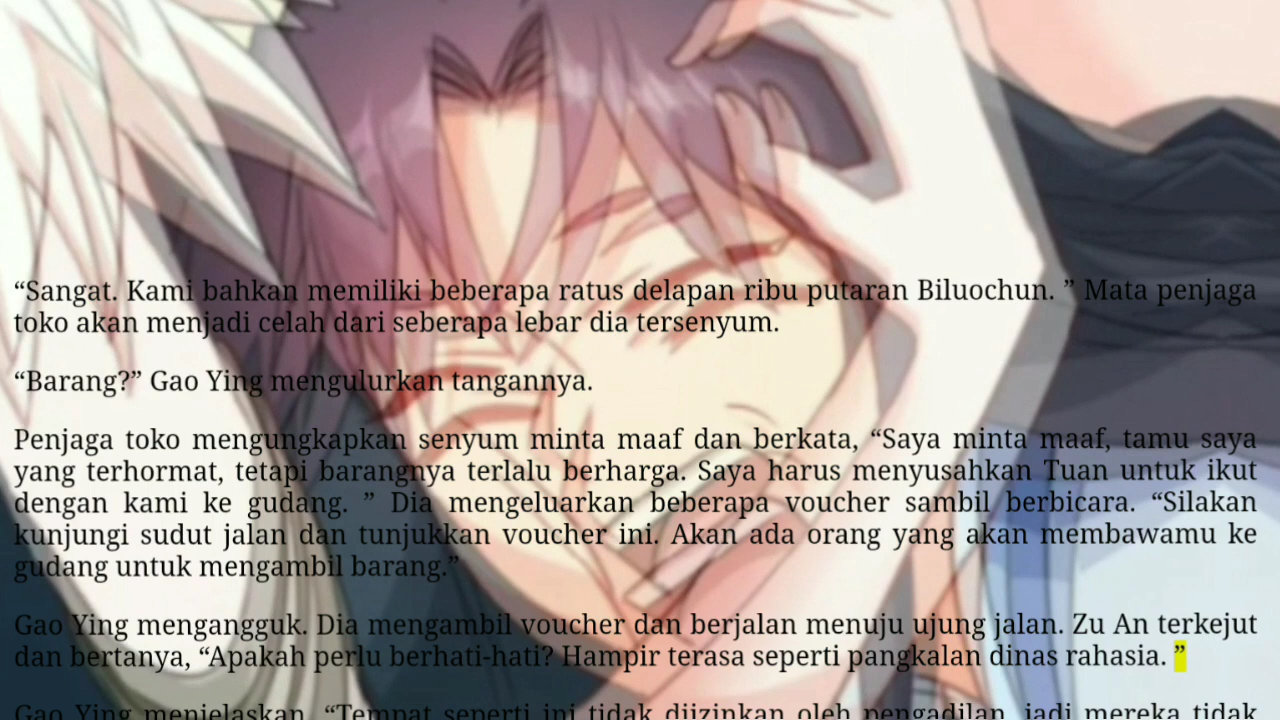 “Sangat. Kami bahkan memiliki beberapa ratus delapan ribu putaran Biluochun. ” Mata penjaga
toko akan menjadi celah dari seberapa lebar dia tersenyum.
“Barang?” Gao Ying mengulurkan tangannya.
Penjaga toko mengungkapkan senyum minta maaf dan berkata, “Saya minta maaf, tamu saya
yang terhormat, tetapi barangnya terlalu berharga. Saya harus menyusahkan Tuan untuk ikut
dengan kami ke gudang. ” Dia mengeluarkan beberapa voucher sambil berbicara. “Silakan
kunjungi sudut jalan dan tunjukkan voucher ini. Akan ada orang yang akan membawamu ke
gudang untuk mengambil barang.”
Gao Ying mengangguk. Dia mengambil voucher dan berjalan menuju ujung jalan. Zu An terkejut
dan bertanya, “Apakah perlu berhati-hati? Hampir terasa seperti pangkalan dinas rahasia. ”
Gao Ying menjelaskan, “Tempat seperti ini tidak diizinkan oleh pengadilan, jadi mereka tidak